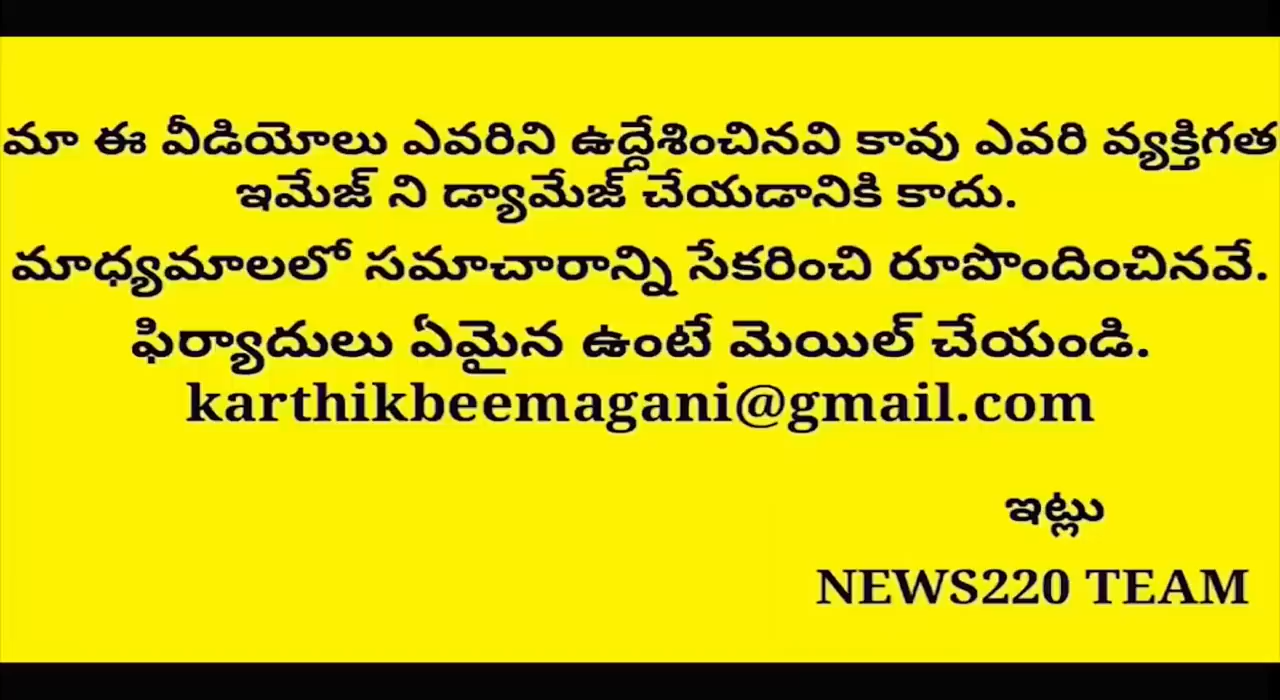 మా ఈ వీడియోలు ఎవరిని ఉద్దేశించినవి కావు ఎవరి వ్యక్తిగత
ఇమేజ్ ని డ్యామేజ్ చేయడానికి కాదు.
మాధ్యమాలలో సమాచారాన్ని సేకరించి రూపొందించినవే.
ఫిర్యాదులు ఏమైన ఉంటే మెయిల్ చేయండి.
karthikbeemagani@gmail.com
ఇట్లు
NEWS220 TEAM